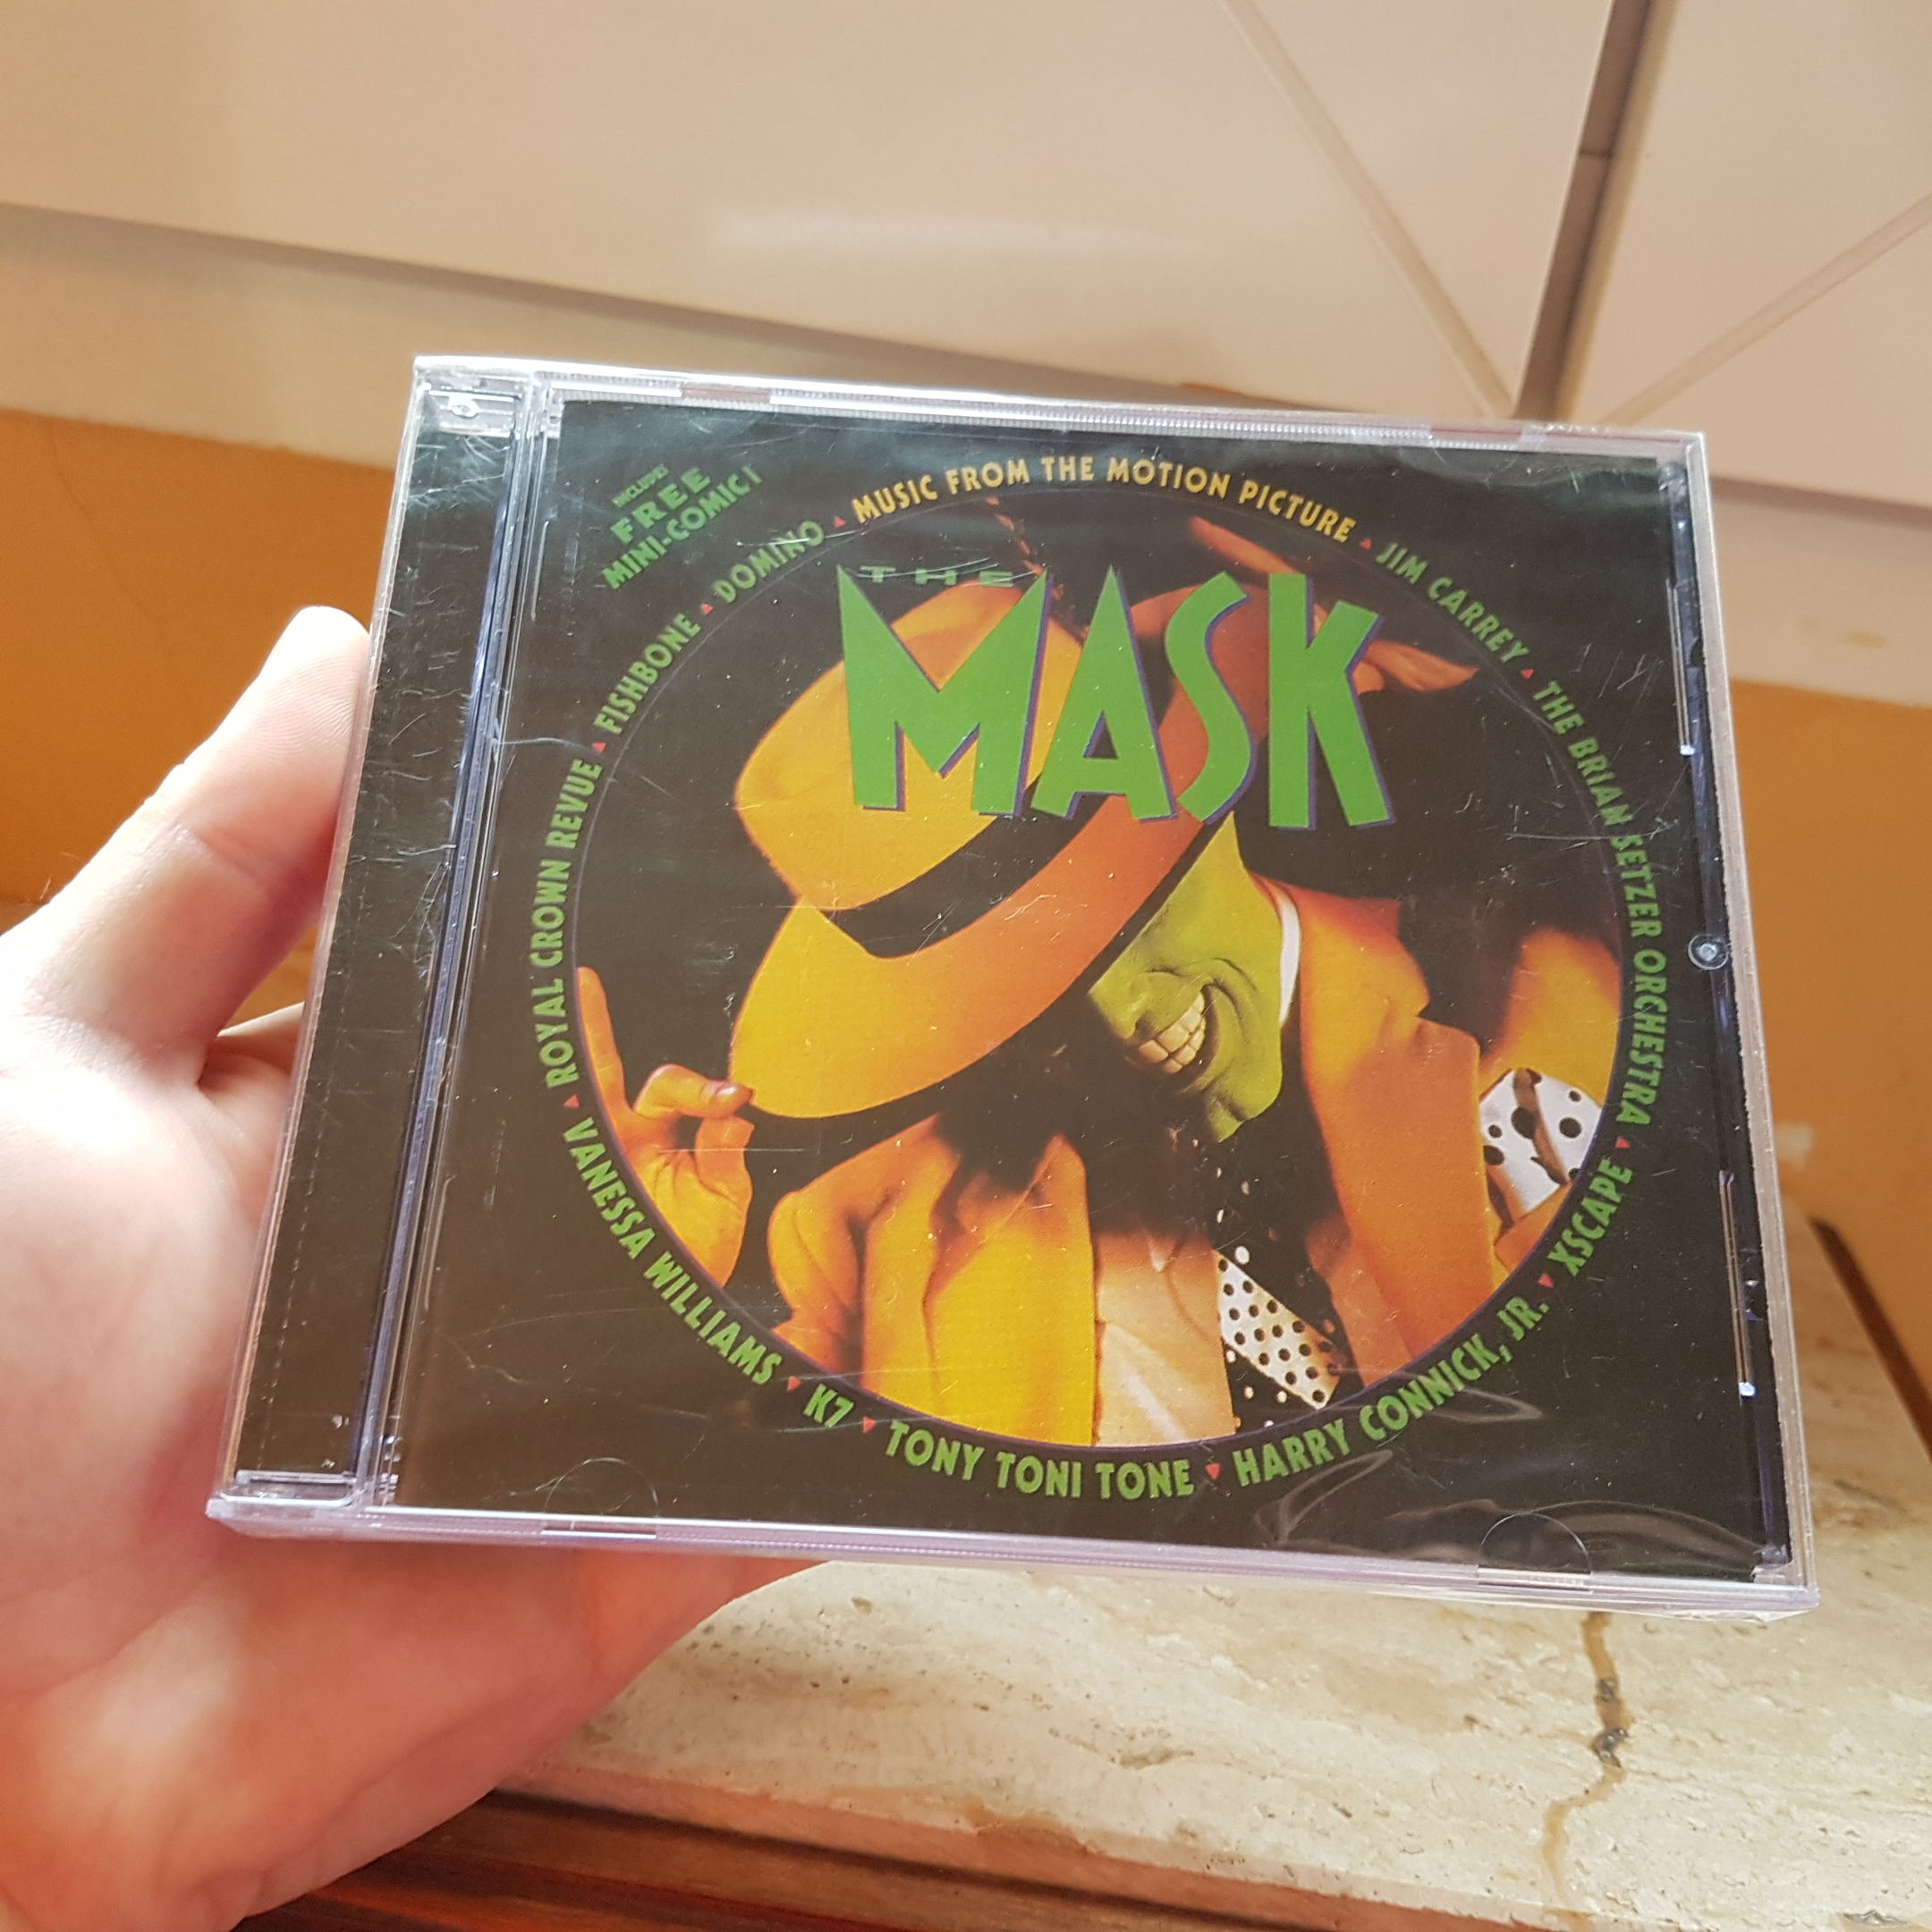 INCLUDES
FREE
MINI-COMIC!
MUSIC FROM THE MOTION PICTURE
JIM CARREY
THE BRIAN SETZER ORCHESTRA
XSCAPE
HARRY CONNICK, JR.
TONY TONI TONE
K7
VANESSA WILLIAMS
ROYAL CROWN REVUE
FISHBONE
DOMINO
THE
MASK